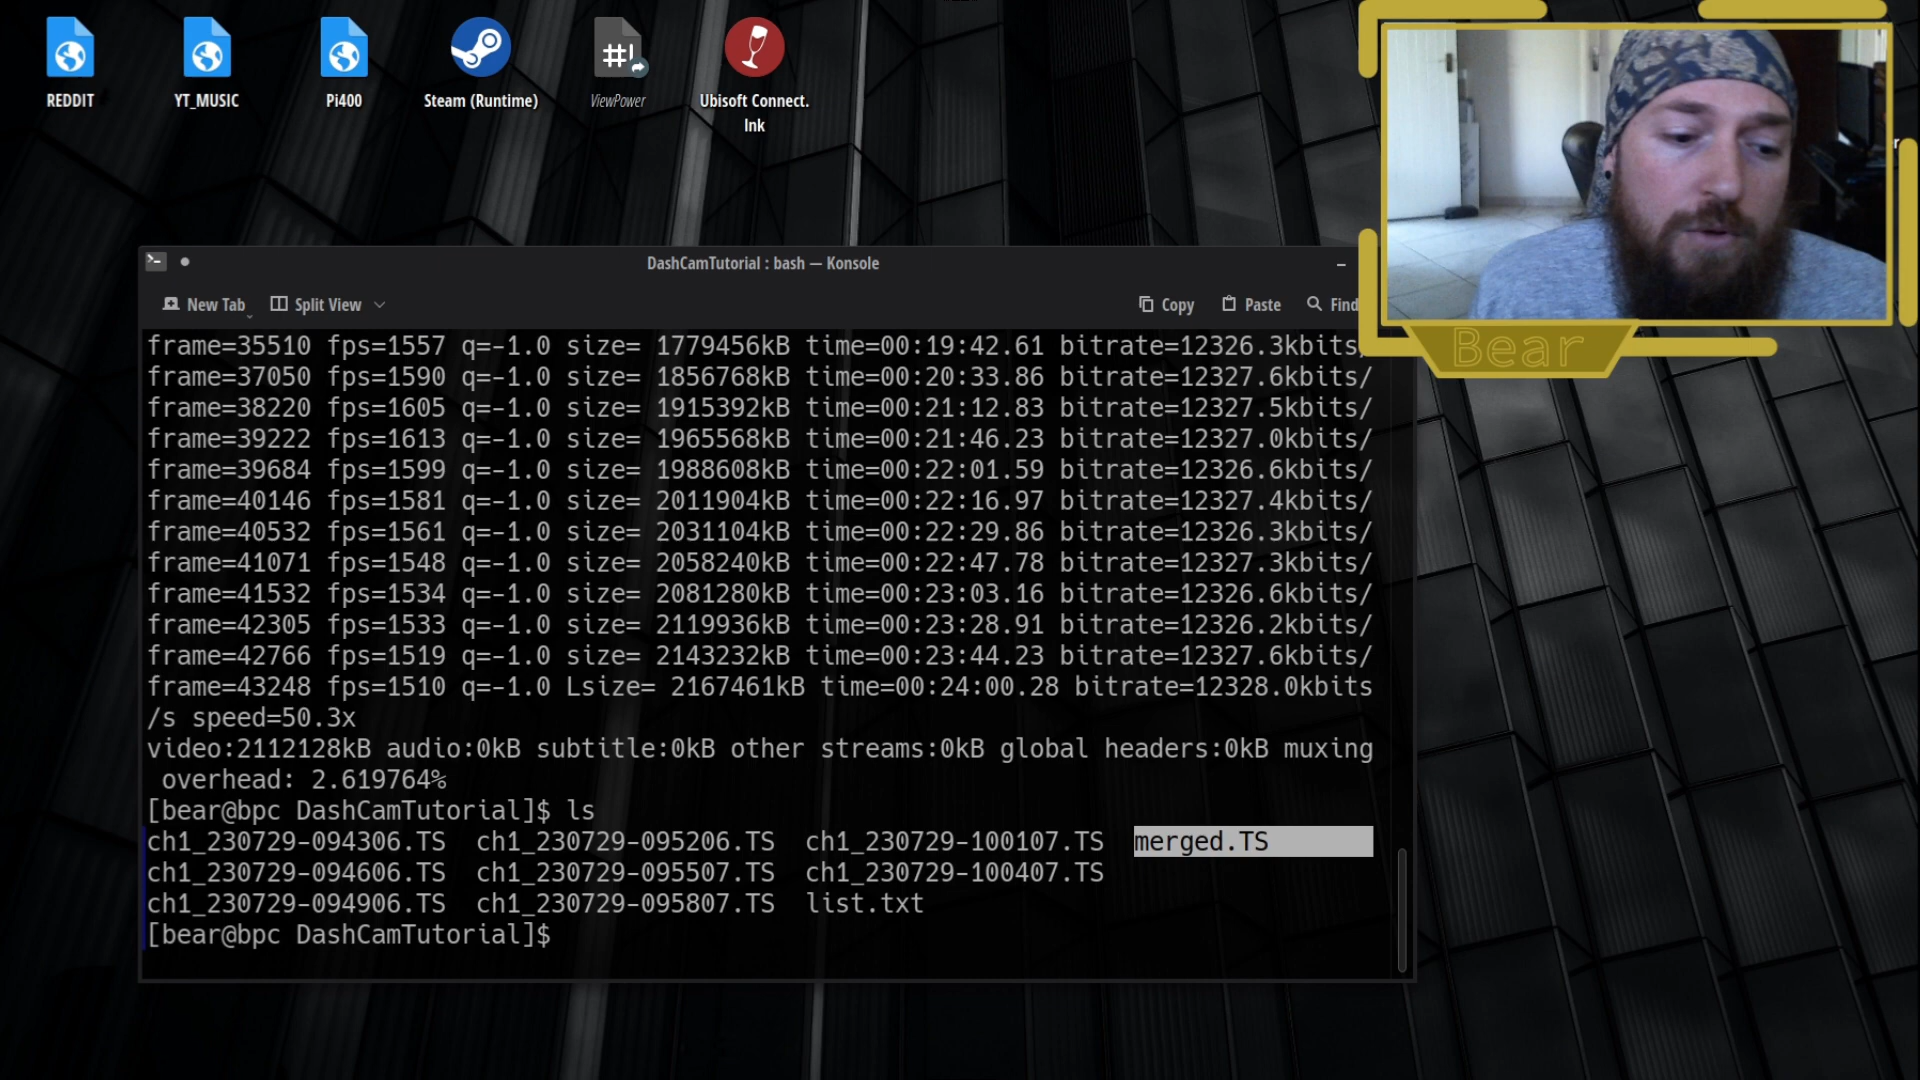 REDDIT
YT_MUSIC
Pi400
Steam (Runtime)
#!
ViewPower
Ubisoft Connect.
lnk
DashCamTutorial : bash — Konsole
New Tab
Split View
Copy
Paste
Find
Bear
frame=35510 fps=1557 q=-1.0 size= 1779456kB time=00:19:42.61 bitrate=12326.3kbits/
frame=37050 fps=1590 q=-1.0 size= 1856768kB time=00:20:33.86 bitrate=12327.6kbits/
frame=38220 fps=1605 q=-1.0 size= 1915392kB time=00:21:12.83 bitrate=12327.5kbits/
frame=39222 fps=1613 q=-1.0 size= 1965568kB time=00:21:46.23 bitrate=12327.0kbits/
frame=39684 fps=1599 q=-1.0 size= 1988608kB time=00:22:01.59 bitrate=12326.6kbits/
frame=40146 fps=1581 q=-1.0 size= 2011904kB time=00:22:16.97 bitrate=12327.4kbits/
frame=40532 fps=1561 q=-1.0 size= 2031104kB time=00:22:29.86 bitrate=12326.3kbits/
frame=41071 fps=1548 q=-1.0 size= 2058240kB time=00:22:47.78 bitrate=12327.3kbits/
frame=41532 fps=1534 q=-1.0 size= 2081280kB time=00:23:03.16 bitrate=12326.6kbits/
frame=42305 fps=1533 q=-1.0 size= 2119936kB time=00:23:28.91 bitrate=12326.2kbits/
frame=42766 fps=1519 q=-1.0 size= 2143232kB time=00:23:44.23 bitrate=12327.6kbits/
frame=43248 fps=1510 q=-1.0 Lsize= 2167461kB time=00:24:00.28 bitrate=12328.0kbits
/s speed=50.3x
video:2112128kB audio:0kB subtitle:0kB other streams:0kB global headers:0kB muxing
overhead: 2.619764%
[bear@bpc DashCamTutorial]$ ls
ch1_230729-094306.TS ch1_230729-095206.TS ch1_230729-100107.TS merged.TS
ch1_230729-094606.TS ch1_230729-095507.TS ch1_230729-100407.TS
ch1_230729-094906.TS ch1_230729-095807.TS list.txt
[bear@bpc DashCamTutorial]$